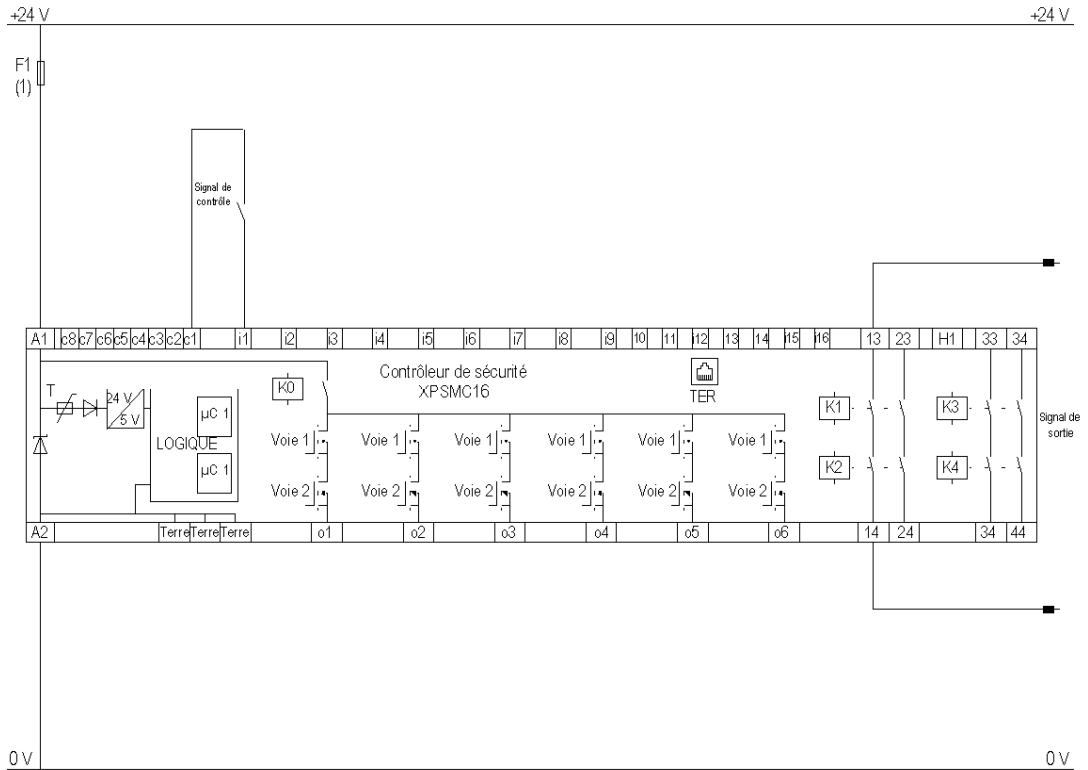 +24 V +24 V
F1
(1)
Signal de
contrôle
A1 c8 c7 c6 c5 c4 c3 c2 c1 i1 i2 i3 i4 i5 i6 i7 i8 i9 10 11 i12 13 14 i15 i16 13 23 H1 33 34
Contrôleur de sécurité
XPSMC16
TER
T
24 V
5 V
LOGIQUE
µC 1
µC 1
K0
K1 K3
K2 K4
Signal de
sortie
Voie 1 Voie 1 Voie 1 Voie 1 Voie 1 Voie 1
Voie 2 Voie 2 Voie 2 Voie 2 Voie 2 Voie 2
A2 Terre Terre Terre o1 o2 o3 o4 o5 o6 14 24 34 44
0 V 0 V